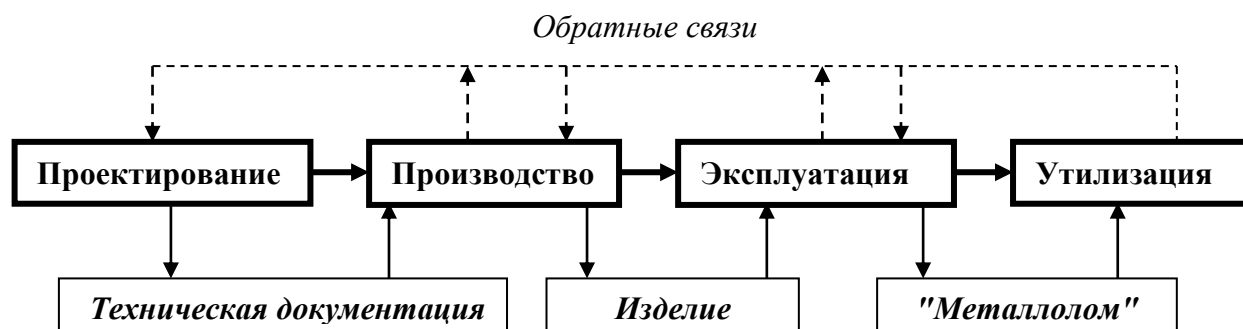 Обратные связи
Проектирование
Производство
Эксплуатация
Утилизация
Техническая документация
Изделие
"Металлолом"